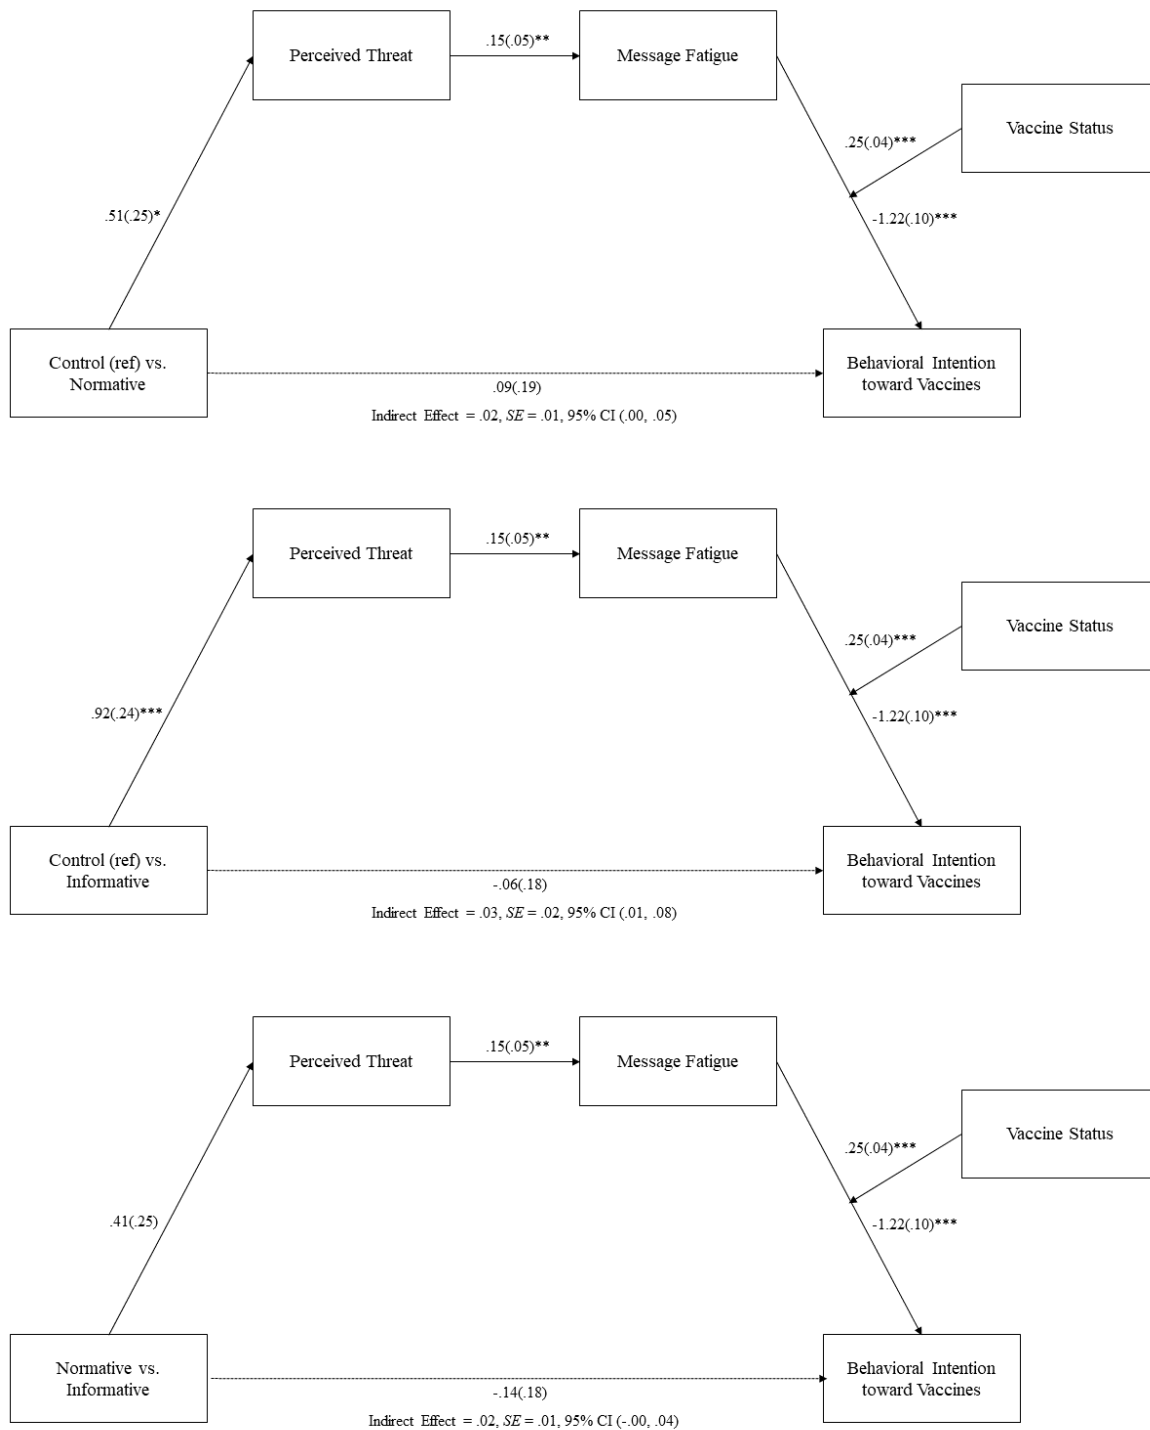 Perceived Threat
.15(.05)**
Message Fatigue
Vaccine Status
.25(.04)***
.51(.25)*
-1.22(.10)***
Control (ref) vs.
Normative
Behavioral Intention
toward Vaccines
.09(.19)
Indirect Effect = .02, SE = .01, 95% CI (.00, .05)
Perceived Threat
.15(.05)**
Message Fatigue
Vaccine Status
.25(.04)***
.92(.24)***
-1.22(.10)***
Control (ref) vs.
Informative
Behavioral Intention
toward Vaccines
-.06(.18)
Indirect Effect = .03, SE = .02, 95% CI (.01, .08)
Perceived Threat
.15(.05)**
Message Fatigue
Vaccine Status
.25(.04)***
.41(.25)
-1.22(.10)***
Normative vs.
Informative
Behavioral Intention
toward Vaccines
-.14(.18)
Indirect Effect = .02, SE = .01, 95% CI (-.00, .04)